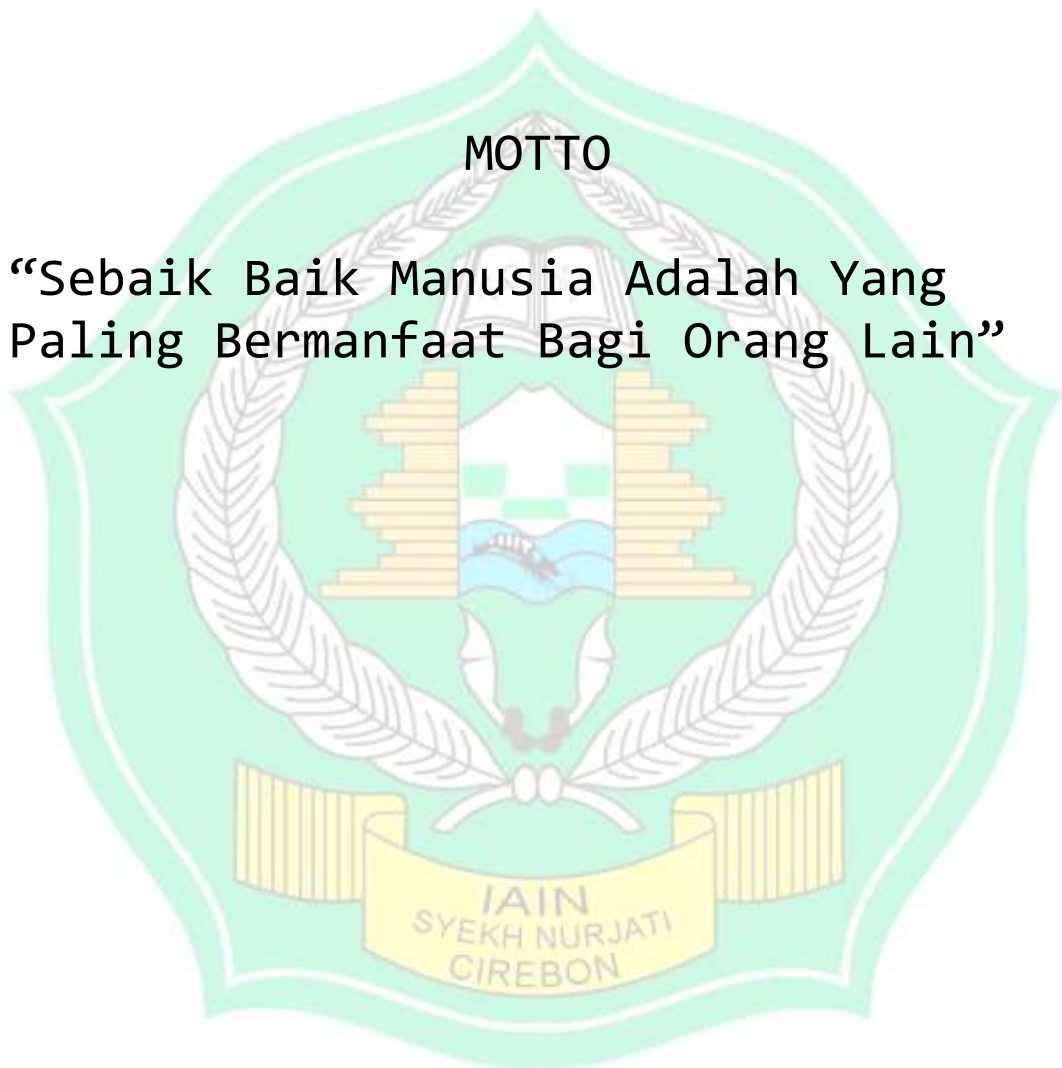 MOTTO
“Sebaik Baik Manusia Adalah Yang
Paling Bermanfaat Bagi Orang Lain”
IAIN
SYEKH NURJATI
CIREBON